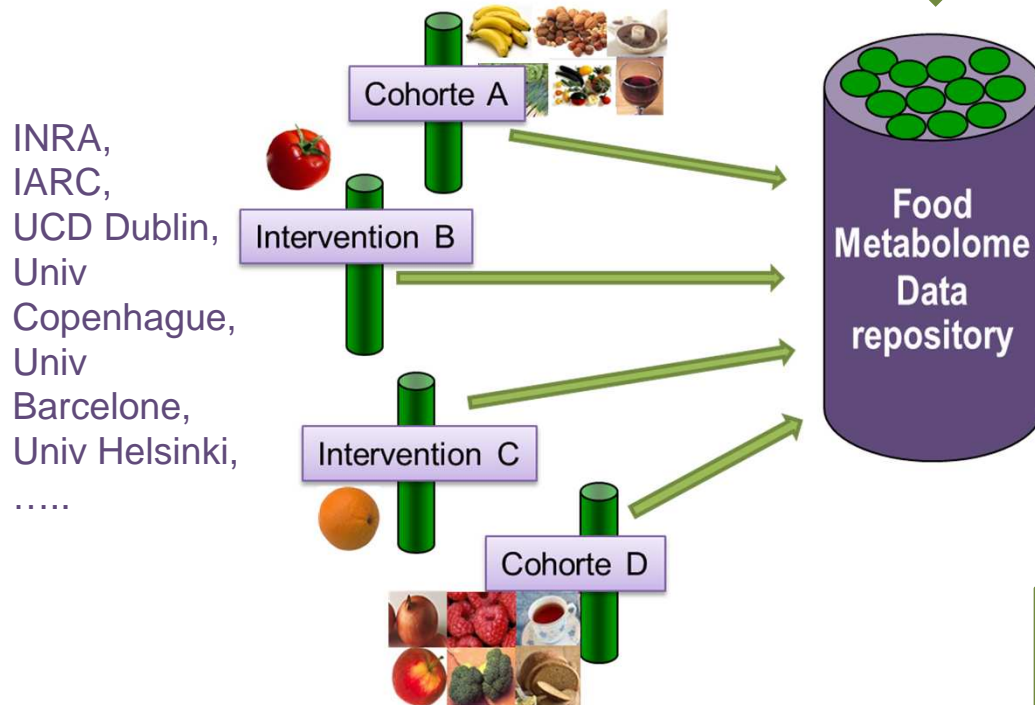 INRA,
IARC,
UCD Dublin,
Univ
Copenhague,
Univ
Barcelone,
Univ Helsinki,
…..
Cohorte A
Intervention B
Intervention C
Cohorte D
Food
Metabolome
Data
repository